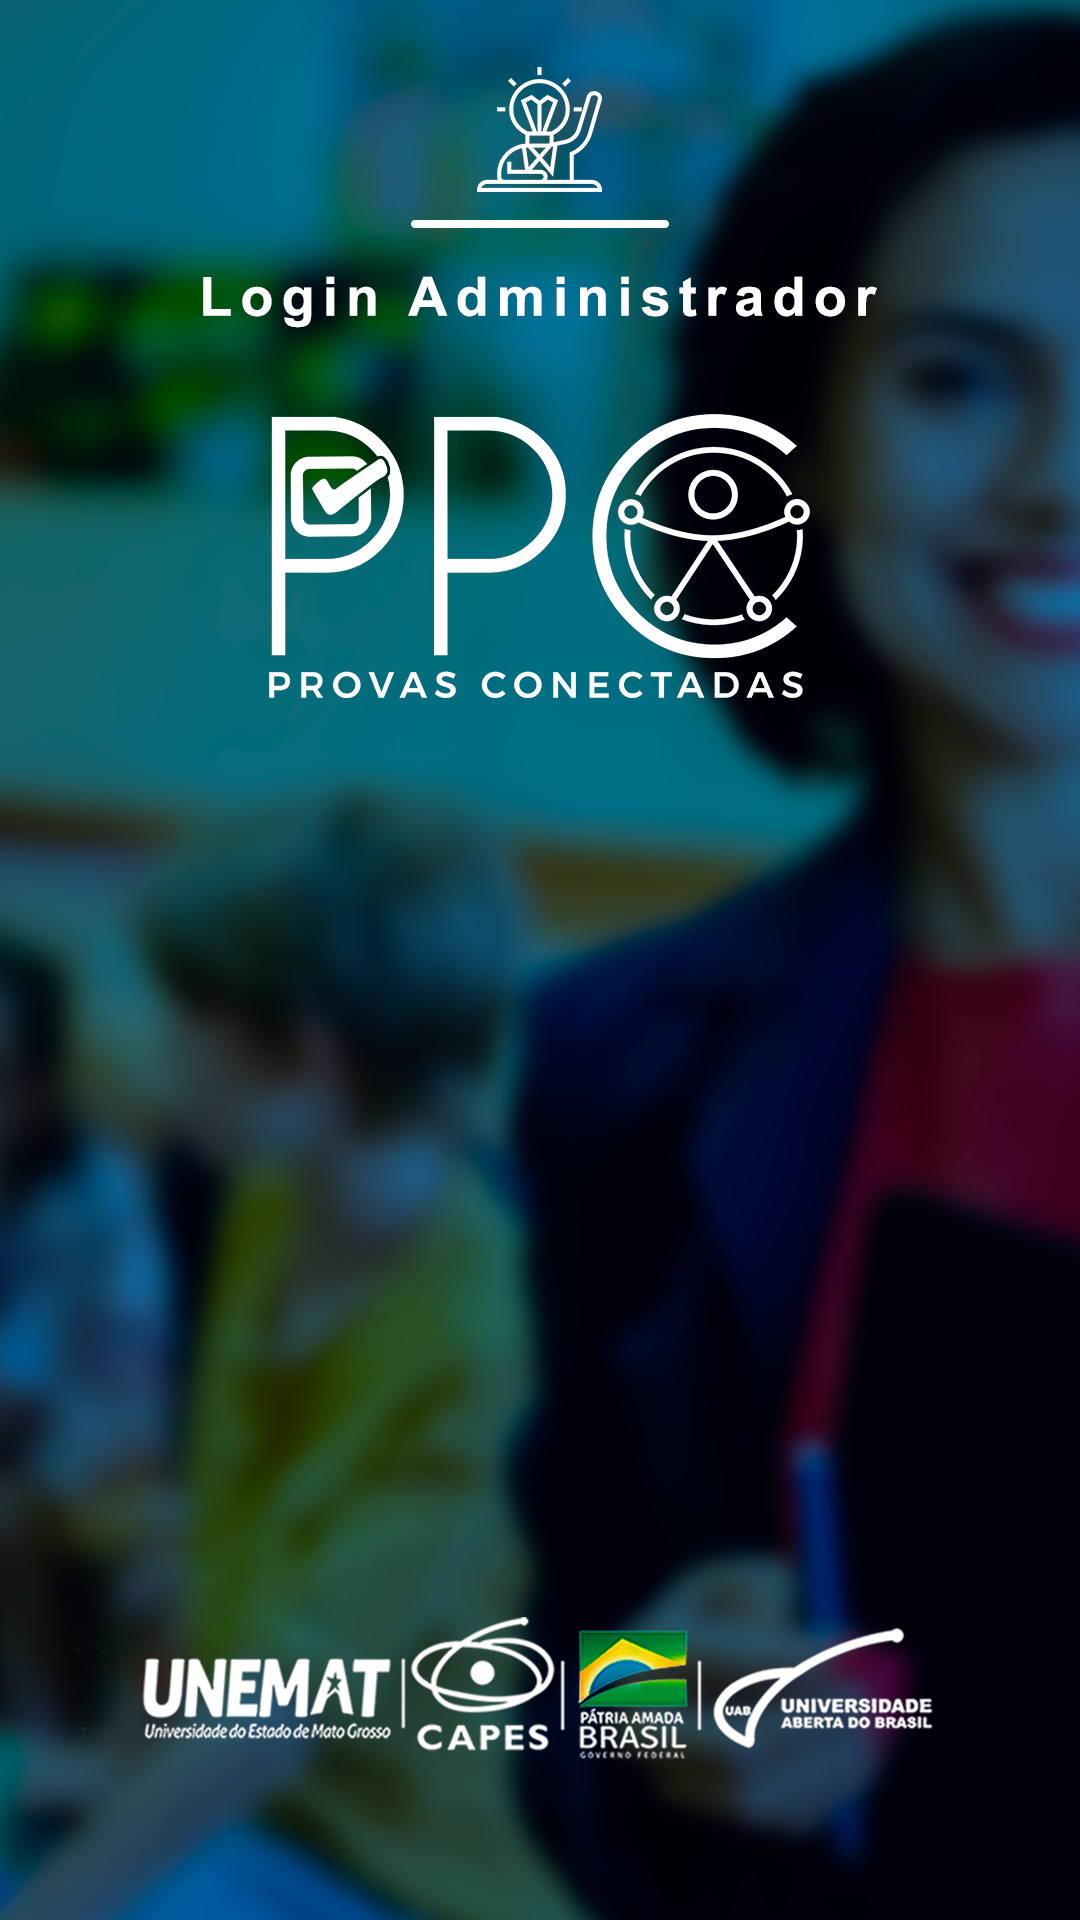 Login Administrador
PPC
PROVAS CONECTADAS
UNEMAT
Universidade do Estado de Mato Grosso
CAPES
PÁTRIA AMADA
BRASIL
GOVERNO FEDERAL
UAB
UNIVERSIDADE
ABERTA DO BRASIL